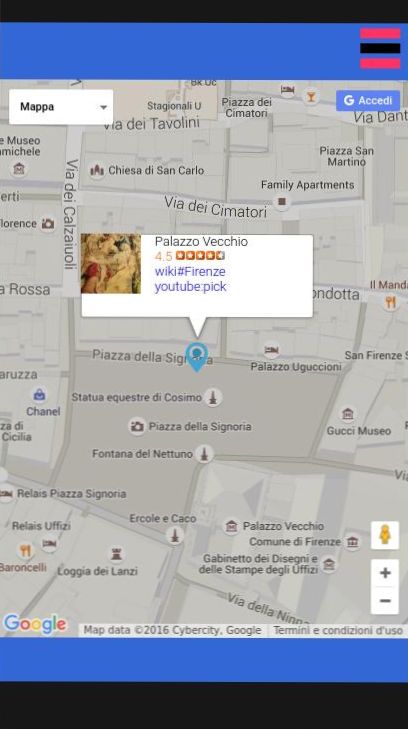 Mappa
Bk Uc
Stagionali U
Piazza dei
Cimatori
G Accedi
Via dei Tavolini
Via Dant
e Museo
amichele
Chiesa di San Carlo
Piazza San
Martino
Family Apartments
erti
Via dei Calzaiuoli
Via dei Cimatori
lorence
Palazzo Vecchio
4.5
wiki#Firenze
youtube:pick
a Rossa
ondotta
Il Manda
Piazza della Signoria
San Firenze S
Palazzo Uguccioni
aruzza
Statua equestre di Cosimo
Chanel
za di
Cicilia
Piazza della Signoria
Gucci Museo
Fontana del Nettuno
Via
Relais Piazza Signoria
Relais Uffizi
Ercole e Caco
Palazzo Vecchio
Comune di Firenze
Baroncelli
Loggia dei Lanzi
Gabinetto dei Disegni e
delle Stampe degli Uffizi
Via della Ninna
Google
Map data ©2016 Cybercity, Google
Termini e condizioni d'uso